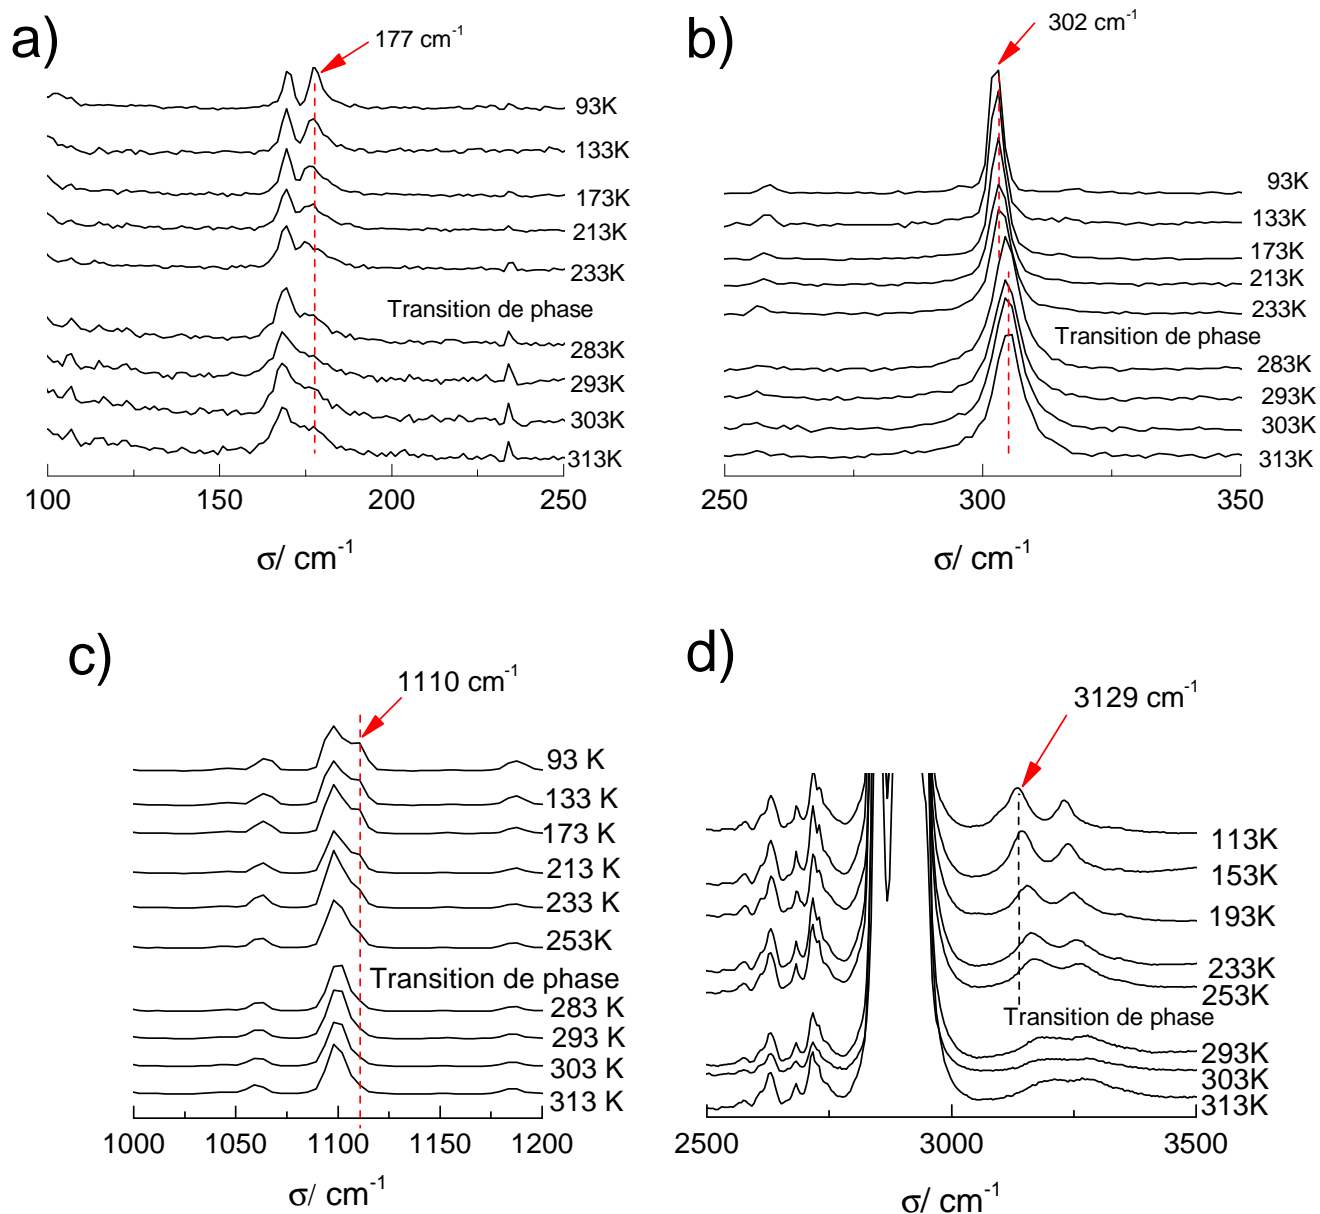 a)
177 cm-1
93K
133K
173K
213K
233K
Transition de phase
283K
293K
303K
313K
100 150 200 250
σ/ cm-1
b)
302 cm-1
93K
133K
173K
213K
233K
Transition de phase
283K
293K
303K
313K
250 300 350
σ/ cm-1
c)
1110 cm-1
93 K
133 K
173 K
213 K
233 K
253K
Transition de phase
283 K
293 K
303 K
313 K
1000 1050 1100 1150 1200
σ/ cm-1
d)
3129 cm-1
113K
153K
193K
233K
253K
Transition de phase
293K
303K
313K
2500 3000 3500
σ/ cm-1